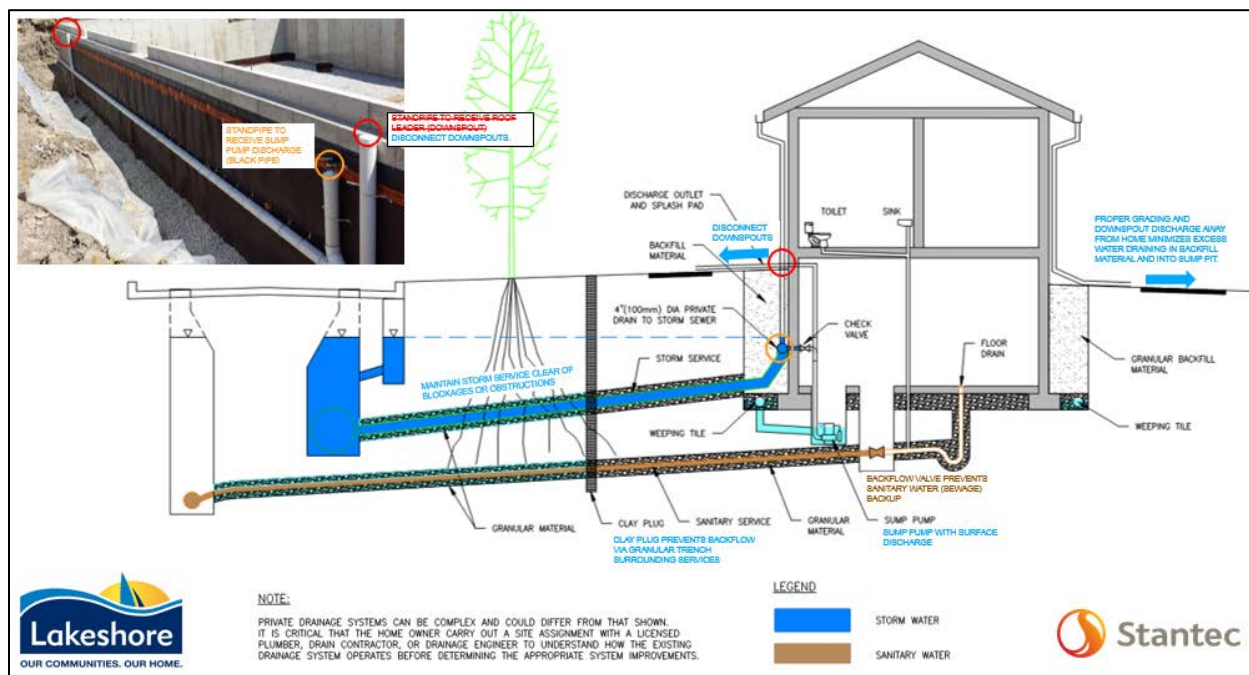 STANDPIPE TO
RECEIVE SUMP
PUMP DISCHARGE
(BLACK PIPE)
STANDPIPE TO RECEIVE ROOF
LEADER (DOWNSPOUT)
DISCONNECT DOWNSPOUTS.
DISCHARGE OUTLET
AND SPLASH PAD
DISCONNECT
DOWNSPOUTS
BACKFILL
MATERIAL
4"(100mm) DIA PRIVATE
DRAIN TO STORM SEWER
TOILET
SINK
PROPER GRADING AND
DOWNSPOUT DISCHARGE AWAY
FROM HOME MINIMIZES EXCESS
WATER DRAINING IN BACKFILL
MATERIAL AND INTO SUMP PIT.
CHECK
VALVE
FLOOR
DRAIN
GRANULAR BACKFILL
MATERIAL
STORM SERVICE
MAINTAIN STORM SERVICE CLEAR OF
BLOCKAGES OR OBSTRUCTIONS
WEEPING TILE
WEEPING TILE
BACKFLOW VALVE PREVENTS
SANITARY WATER (SEWAGE)
BACKUP
GRANULAR MATERIAL
CLAY PLUG
CLAY PLUG PREVENTS BACKFLOW
VIA GRANULAR TRENCH
SURROUNDING SERVICES
SANITARY SERVICE
GRANULAR
MATERIAL
SUMP PUMP
SUMP PUMP WITH SURFACE
DISCHARGE
Lakeshore
OUR COMMUNITIES. OUR HOME.
NOTE:
PRIVATE DRAINAGE SYSTEMS CAN BE COMPLEX AND COULD DIFFER FROM THAT SHOWN.
IT IS CRITICAL THAT THE HOME OWNER CARRY OUT A SITE ASSIGNMENT WITH A LICENSED
PLUMBER, DRAIN CONTRACTOR, OR DRAINAGE ENGINEER TO UNDERSTAND HOW THE EXISTING
DRAINAGE SYSTEM OPERATES BEFORE DETERMINING THE APPROPRIATE SYSTEM IMPROVEMENTS.
LEGEND
STORM WATER
SANITARY WATER
Stantec